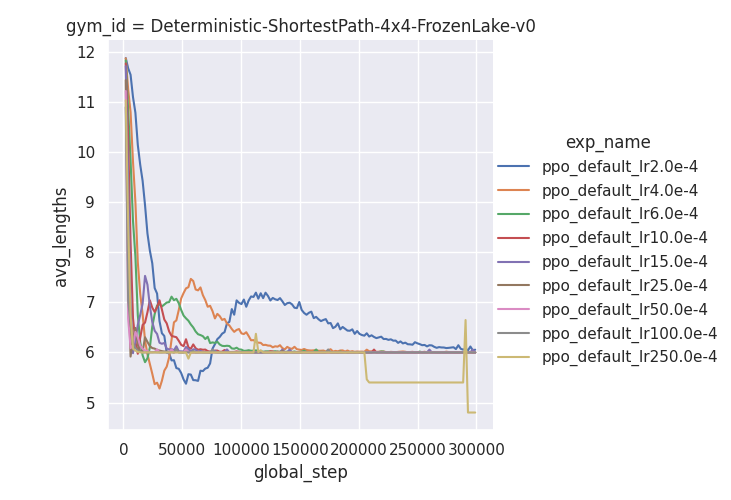 gym_id = Deterministic-ShortestPath-4x4-FrozenLake-v0
12
11
10
9
8
7
6
5
avg_lengths
0 50000 100000 150000 200000 250000 300000
global_step
exp_name
ppo_default_lr2.0e-4
ppo_default_lr4.0e-4
ppo_default_lr6.0e-4
ppo_default_lr10.0e-4
ppo_default_lr15.0e-4
ppo_default_lr25.0e-4
ppo_default_lr50.0e-4
ppo_default_lr100.0e-4
ppo_default_lr250.0e-4